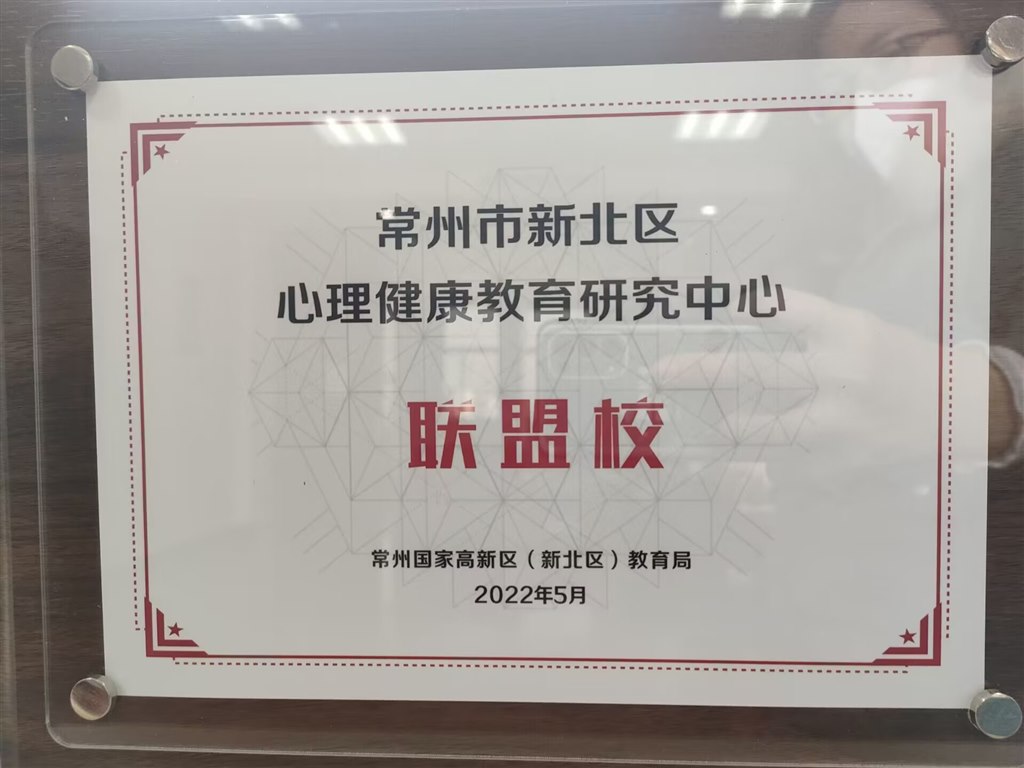 常州市新北区
心理健康教育研究中心
联盟校
常州国家高新区（新北区）教育局
2022年5月